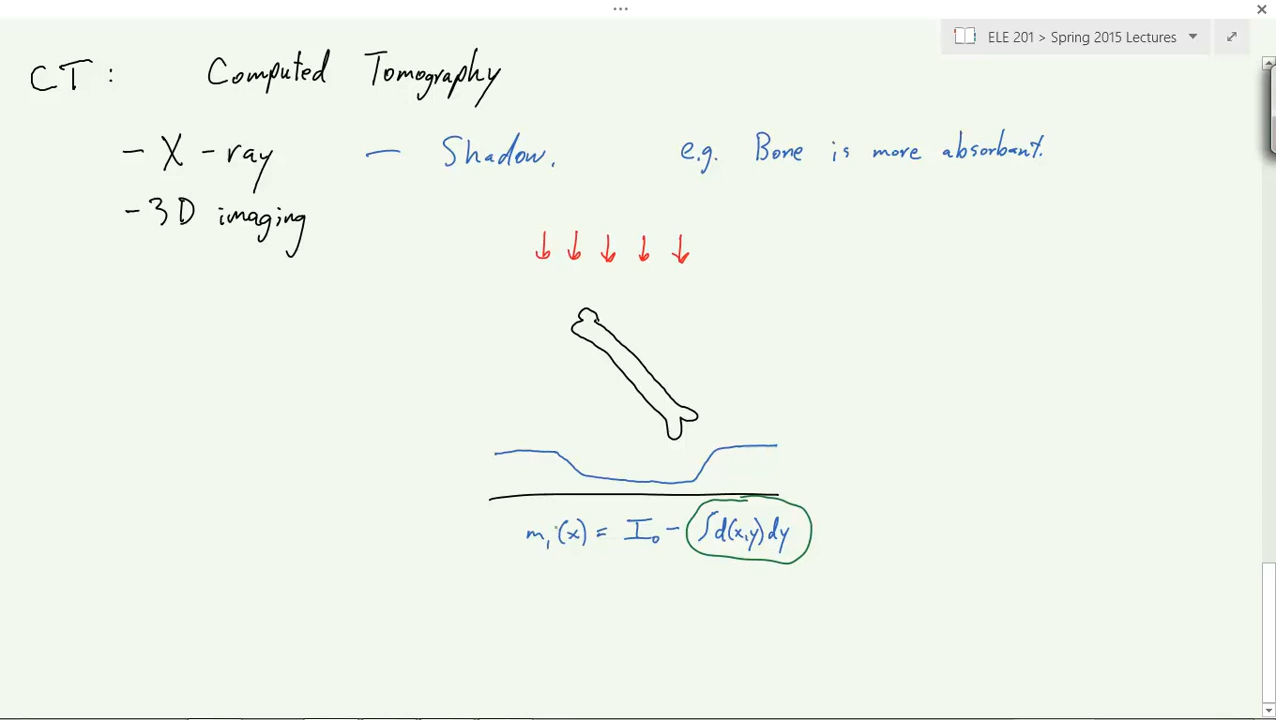 ELE 201 > Spring 2015 Lectures
CT: Computed Tomography
- X-ray — Shadow. e.g. Bone is more absorbant.
- 3D imaging
m₁(x) = I₀ - ∫d(x,y)dy